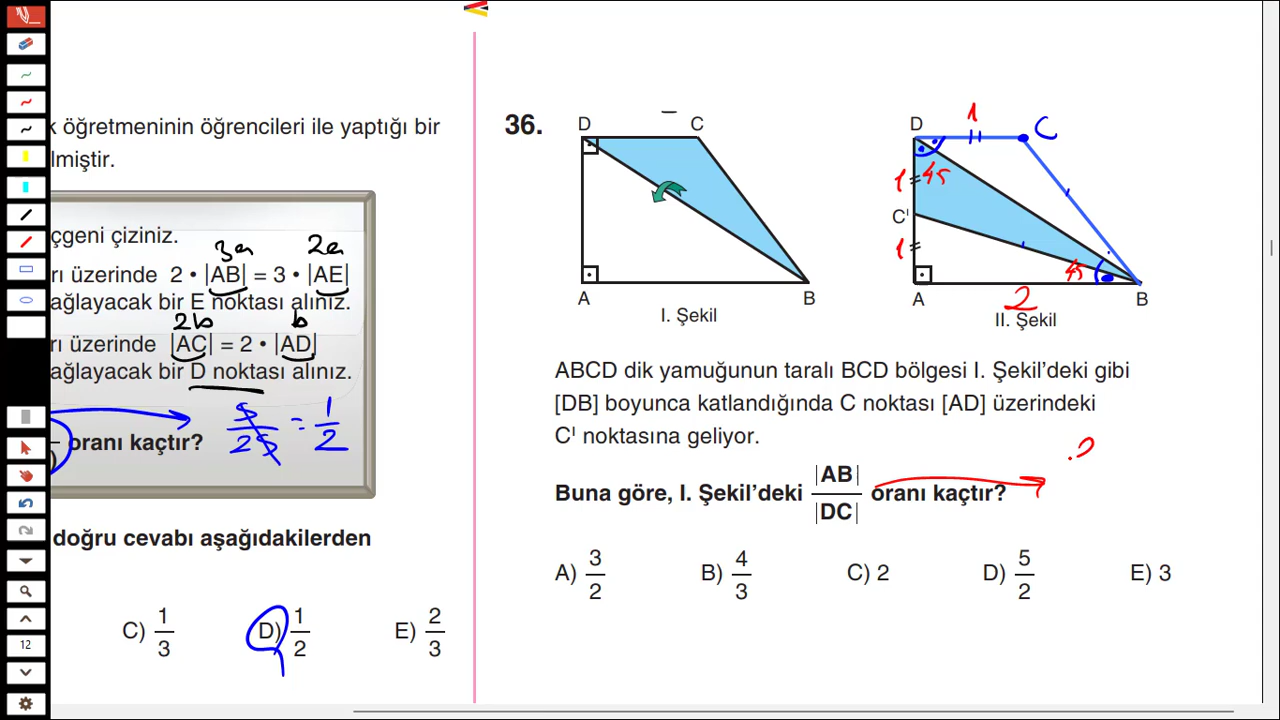 k öğretmeninin öğrencileri ile yaptığı bir
lmiştir.
çgeni çiziniz.
3a 2a
rı üzerinde 2 · |AB| = 3 · |AE|
ağlayacak bir E noktası alınız.
2b b
rı üzerinde |AC| = 2 · |AD|
ağlayacak bir D noktası alınız.
oranı kaçtır? S/2S = 1/2
doğru cevabı aşağıdakilerden
C) 1/3 D) 1/2 E) 2/3
12
36.
D C
A B
I. Şekil
D 1 C
1 45
C'
1 45
A 2 B
II. Şekil
ABCD dik yamuğunun taralı BCD bölgesi I. Şekil'deki gibi
[DB] boyunca katlandığında C noktası [AD] üzerindeki
C' noktasına geliyor.
Buna göre, I. Şekil'deki |AB|/|DC| oranı kaçtır?
A) 3/2 B) 4/3 C) 2 D) 5/2 E) 3